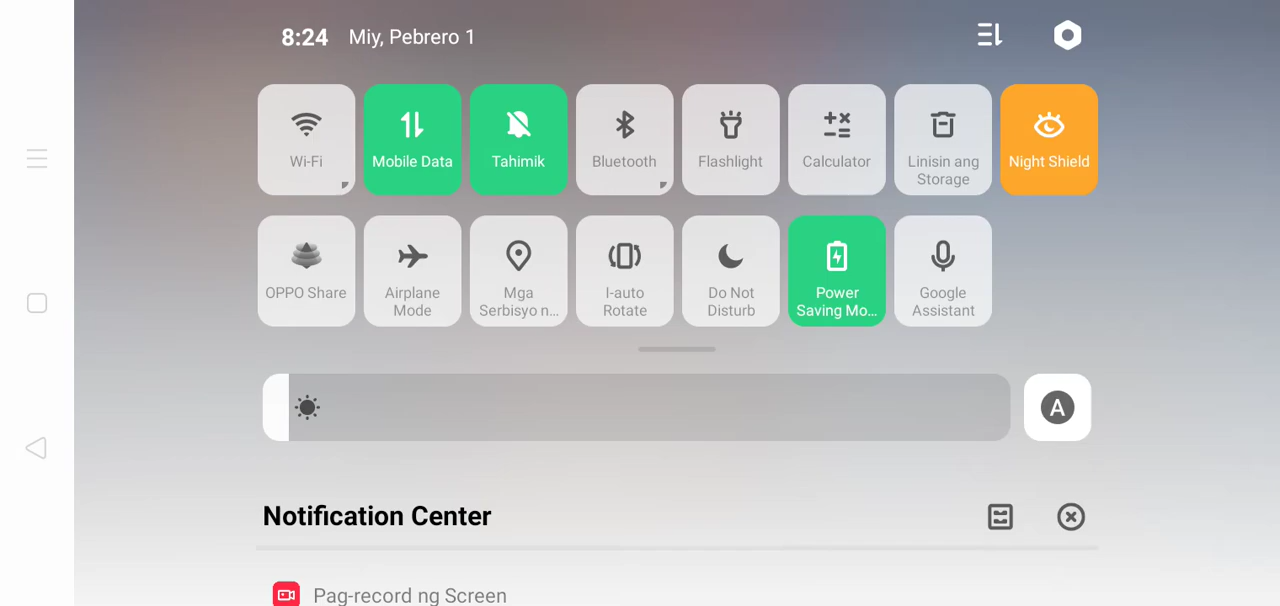 8:24 Miy, Pebrero 1
Wi-Fi
Mobile Data
Tahimik
Bluetooth
Flashlight
Calculator
Linisin ang
Storage
Night Shield
OPPO Share
Airplane
Mode
Mga
Serbisyo n...
I-auto
Rotate
Do Not
Disturb
Power
Saving Mo...
Google
Assistant
A
Notification Center
Pag-record ng Screen